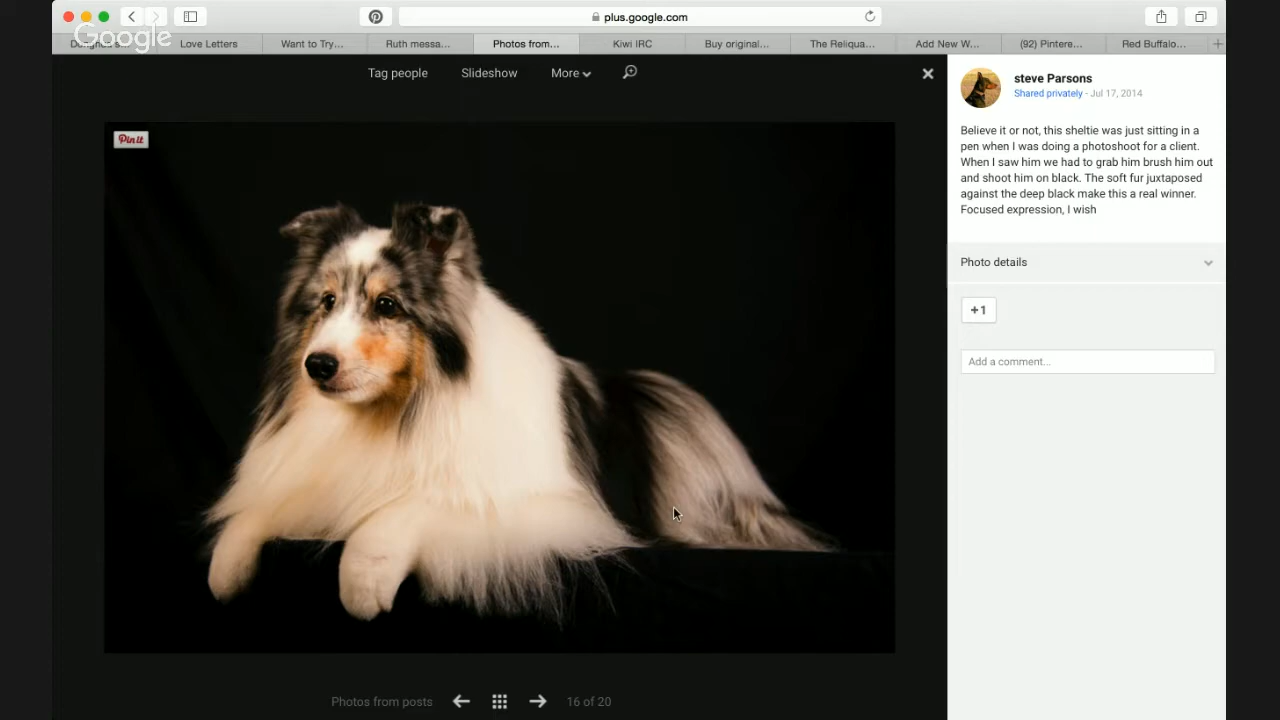 plus.google.com
Google
Love Letters
Want to Try...
Ruth messa...
Photos from...
Kiwi IRC
Buy original...
The Reliqua...
Add New W...
(92) Pintere...
Red Buffalo...
Tag people
Slideshow
More
Pin it
steve Parsons
Shared privately - Jul 17, 2014
Believe it or not, this sheltie was just sitting in a
pen when I was doing a photoshoot for a client.
When I saw him we had to grab him brush him out
and shoot him on black. The soft fur juxtaposed
against the deep black make this a real winner.
Focused expression, I wish
Photo details
+1
Add a comment...
Photos from posts
16 of 20